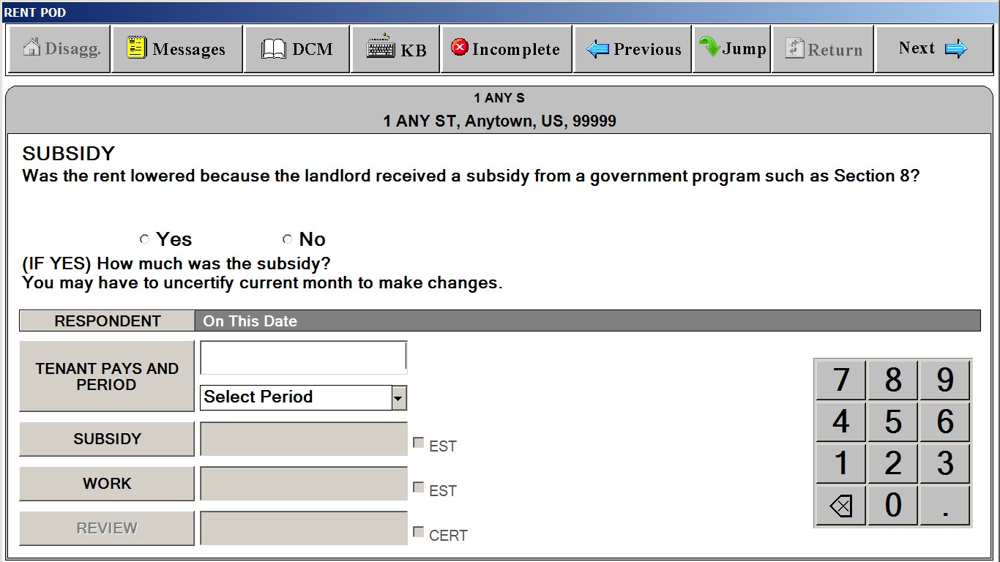 RENT POD
Disagg. Messages DCM KB Incomplete Previous Jump Return Next
1 ANY S
1 ANY ST, Anytown, US, 99999
SUBSIDY
Was the rent lowered because the landlord received a subsidy from a government program such as Section 8?
Yes No
(IF YES) How much was the subsidy?
You may have to uncertify current month to make changes.
RESPONDENT On This Date
TENANT PAYS AND
PERIOD
Select Period
SUBSIDY EST
WORK EST
REVIEW CERT
7 8 9
4 5 6
1 2 3
0 .